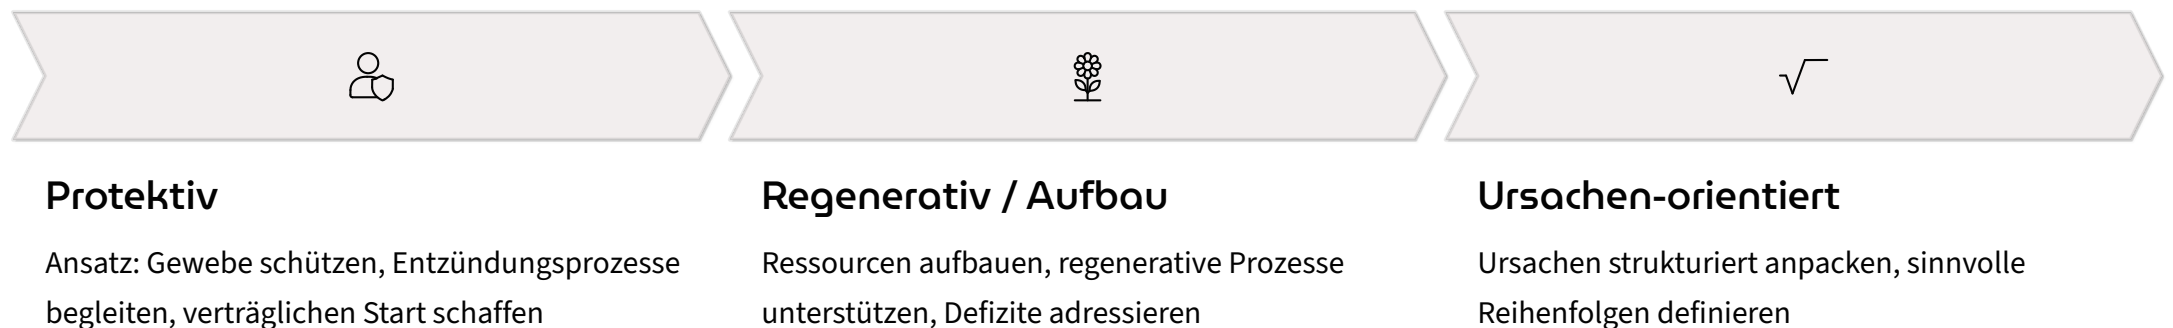 Protektiv
Ansatz: Gewebe schützen, Entzündungsprozesse
begleiten, verträglichen Start schaffen
Regenerativ / Aufbau
Ressourcen aufbauen, regenerative Prozesse
unterstützen, Defizite adressieren
Ursachen-orientiert
Ursachen strukturiert anpacken, sinnvolle
Reihenfolgen definieren